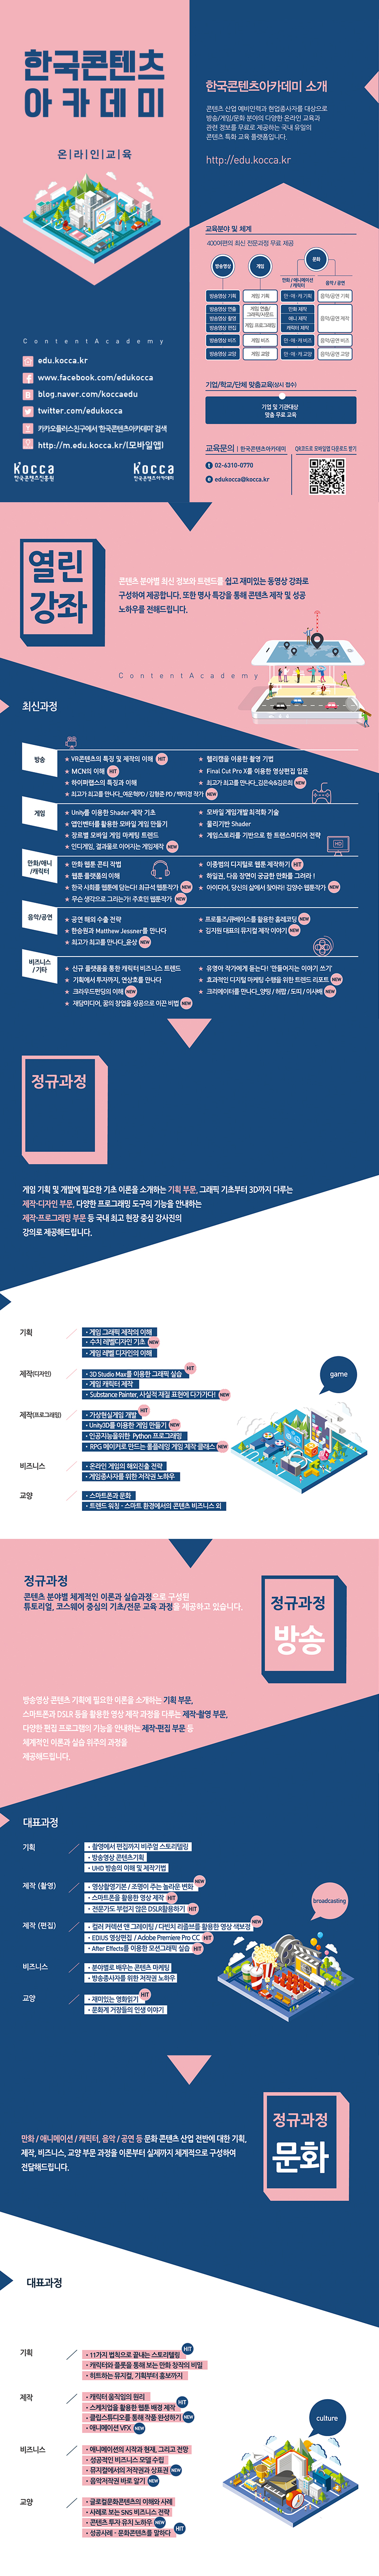 한국콘텐츠
아카데미
온|라|인|교|육
Content Academy
edu.kocca.kr
www.facebook.com/edukocca
blog.naver.com/koccaedu
twitter.com/edukocca
카카오플러스친구에서 '한국콘텐츠아카데미' 검색
http://m.edu.kocca.kr/(모바일앱)
KOCCA
한국콘텐츠진흥원
KOCCA
한국콘텐츠아카데미
한국콘텐츠아카데미 소개
콘텐츠 산업 예비인력과 현업종사자를 대상으로
방송/게임/문화 분야의 다양한 온라인 교육과
관련 정보를 무료로 제공하는 국내 유일의
콘텐츠 특화 교육 플랫폼입니다.
http://edu.kocca.kr
교육분야 및 체계
400여편의 최신 전문과정 무료 제공
방송영상
게임
문화
만화/애니메이션
/캐릭터
음악/공연
방송영상 기획
게임 기획
만·애·캐 기획
음악/공연 기획
방송영상 연출
방송영상 촬영
방송영상 편집
게임 연출/
그래픽/사운드
게임 프로그래밍
만화 제작
애니 제작
캐릭터 제작
음악/공연 제작
방송영상 비즈
게임 비즈
만·애·캐 비즈
음악/공연 비즈
방송영상 교양
게임 교양
만·애·캐 교양
음악/공연 교양
기업/학교/단체 맞춤교육(상시 접수)
기업 및 기관대상
맞춤 무료 교육
교육문의 | 한국콘텐츠아카데미
QR코드로 모바일앱 다운로드 받기
02-6310-0770
edukocca@kocca.kr
열린
강좌
콘텐츠 분야별 최신 정보와 트렌드를 쉽고 재미있는 동영상 강좌로
구성하여 제공합니다. 또한 명사 특강을 통해 콘텐츠 제작 및 성공
노하우를 전해드립니다.
Content Academy
최신과정
방송
★ VR콘텐츠의 특징 및 제작의 이해 HIT
★ MCN의 이해 HIT
★ 하이퍼랩스의 특징과 이해
★ 최고가 최고를 만나다_여운혁PD / 김형준 PD / 백미경 작가 NEW
★ 헬리캠을 이용한 촬영 기법
★ Final Cut Pro X를 이용한 영상편집 입문
★ 최고가 최고를 만나다_김은숙&김은희 NEW
게임
★ Unity를 이용한 Shader 제작 기초
★ 앱인벤터를 활용한 모바일 게임 만들기
★ 장르별 모바일 게임 마케팅 트렌드
★ 인디게임, 결과물로 이어지는 게임제작 NEW
★ 모바일 게임개발 최적화 기술
★ 물리기반 Shader
★ 게임스토리를 기반으로 한 트랜스미디어 전략
만화/애니
/캐릭터
★ 만화 웹툰 콘티 작법
★ 웹툰 플랫폼의 이해
★ 한국 사회를 웹툰에 담는다! 최규석 웹툰작가 NEW
★ 무슨 생각으로 그리는가! 주호민 웹툰작가 NEW
★ 이종범의 디지털로 웹툰 제작하기 HIT
★ 하일권, 다음 장면이 궁금한 만화를 그려라!
★ 아이디어, 당신의 삶에서 찾아라! 김양수 웹툰작가 NEW
음악/공연
★ 공연 해외 수출 전략
★ 한승원과 Matthew Jessner를 만나다
★ 최고가 최고를 만나다_윤상 NEW
★ 프로툴즈/큐베이스를 활용한 홈레코딩 NEW
★ 김지원 대표의 뮤지컬 제작 이야기 NEW
비즈니스
/ 기타
★ 신규 플랫폼을 통한 캐릭터 비즈니스 트렌드
★ 기획에서 투자까지, 연상호를 만나다
★ 크라우드펀딩의 이해 NEW
★ 재담미디어, 꿈의 창업을 성공으로 이끈 비법 NEW
★ 유영아 작가에게 듣는다! '만들어지는 이야기 쓰기'
★ 효과적인 디지털 마케팅 수행을 위한 트렌드 리포트 NEW
★ 크리에이터를 만나다_양띵 / 허팝 / 도티 / 이사배 NEW
정규과정
게임 기획 및 개발에 필요한 기초 이론을 소개하는 기획 부문, 그래픽 기초부터 3D까지 다루는
제작-디자인 부문, 다양한 프로그래밍 도구의 기능을 안내하는
제작-프로그래밍 부문 등 국내 최고 현장 중심 강사진의
강의로 제공해드립니다.
기획
• 게임 그래픽 제작의 이해
• 수치 레벨디자인 기초 NEW
• 게임 레벨 디자인의 이해
제작(디자인)
• 3D Studio Max를 이용한 그래픽 실습 HIT
• 게임 캐릭터 제작
• Substance Painter, 사실적 재질 표현에 다가가다! NEW
제작(프로그래밍)
• 가상현실게임 개발 HIT
• Unity3D를 이용한 게임 만들기 NEW
• 인공지능을위한 Python 프로그래밍
• RPG 메이커로 만드는 롤플레잉 게임 제작 클래스 NEW
비즈니스
• 온라인 게임의 해외진출 전략
• 게임종사자를 위한 저작권 노하우
교양
• 스마트폰과 문화
• 트렌드 워칭 - 스마트 환경에서의 콘텐츠 비즈니스 외
game
정규과정
콘텐츠 분야별 체계적인 이론과 실습과정으로 구성된
튜토리얼, 코스웨어 중심의 기초/전문 교육 과정을 제공하고 있습니다.
정규과정
방송
방송영상 콘텐츠 기획에 필요한 이론을 소개하는 기획 부문,
스마트폰과 DSLR 등을 활용한 영상 제작 과정을 다루는 제작-촬영 부문,
다양한 편집 프로그램의 기능을 안내하는 제작-편집 부문 등
체계적인 이론과 실습 위주의 과정을
제공해드립니다.
대표과정
기획
• 촬영에서 편집까지 비주얼 스토리텔링
• 방송영상 콘텐츠기획
• UHD 방송의 이해 및 제작기법
제작 (촬영)
• 영상촬영기본 / 조명이 주는 놀라운 변화 NEW
• 스마트폰을 활용한 영상 제작 HIT
• 전문가도 부럽지 않은 DSLR활용하기 HIT
제작 (편집)
• 컬러 커렉션 앤 그레이딩 / 다빈치 리졸브를 활용한 영상 색보정 NEW
• EDIUS 영상편집 / Adobe Premiere Pro CC HIT
• After Effects를 이용한 모션그래픽 실습 HIT
비즈니스
• 분야별로 배우는 콘텐츠 마케팅
• 방송종사자를 위한 저작권 노하우
교양
• 재미있는 영화읽기 HIT
• 문화계 거장들의 인생 이야기
broadcasting
정규과정
문화
만화 / 애니메이션 / 캐릭터, 음악 / 공연 등 문화 콘텐츠 산업 전반에 대한 기획,
제작, 비즈니스, 교양 부문 과정을 이론부터 실제까지 체계적으로 구성하여
전달해드립니다.
대표과정
기획
• 11가지 법칙으로 끝내는 스토리텔링 HIT
• 캐릭터와 플롯을 통해 보는 만화 창작의 비밀
• 히트하는 뮤지컬, 기획부터 홍보까지
제작
• 캐릭터 움직임의 원리
• 스케치업을 활용한 웹툰 배경 제작 HIT
• 클립스튜디오를 통해 작품 완성하기 NEW
• 애니메이션 VFX NEW
비즈니스
• 애니메이션의 시작과 현재, 그리고 전망
• 성공적인 비즈니스 모델 수립
• 뮤지컬에서의 저작권과 상표권 NEW
• 음악저작권 바로 알기 NEW
교양
• 글로컬문화콘텐츠의 이해와 사례
• 사례로 보는 SNS 비즈니스 전략
• 콘텐츠 투자 유치 노하우 NEW
• 성공사례 - 문화콘텐츠를 말하다 HIT
culture